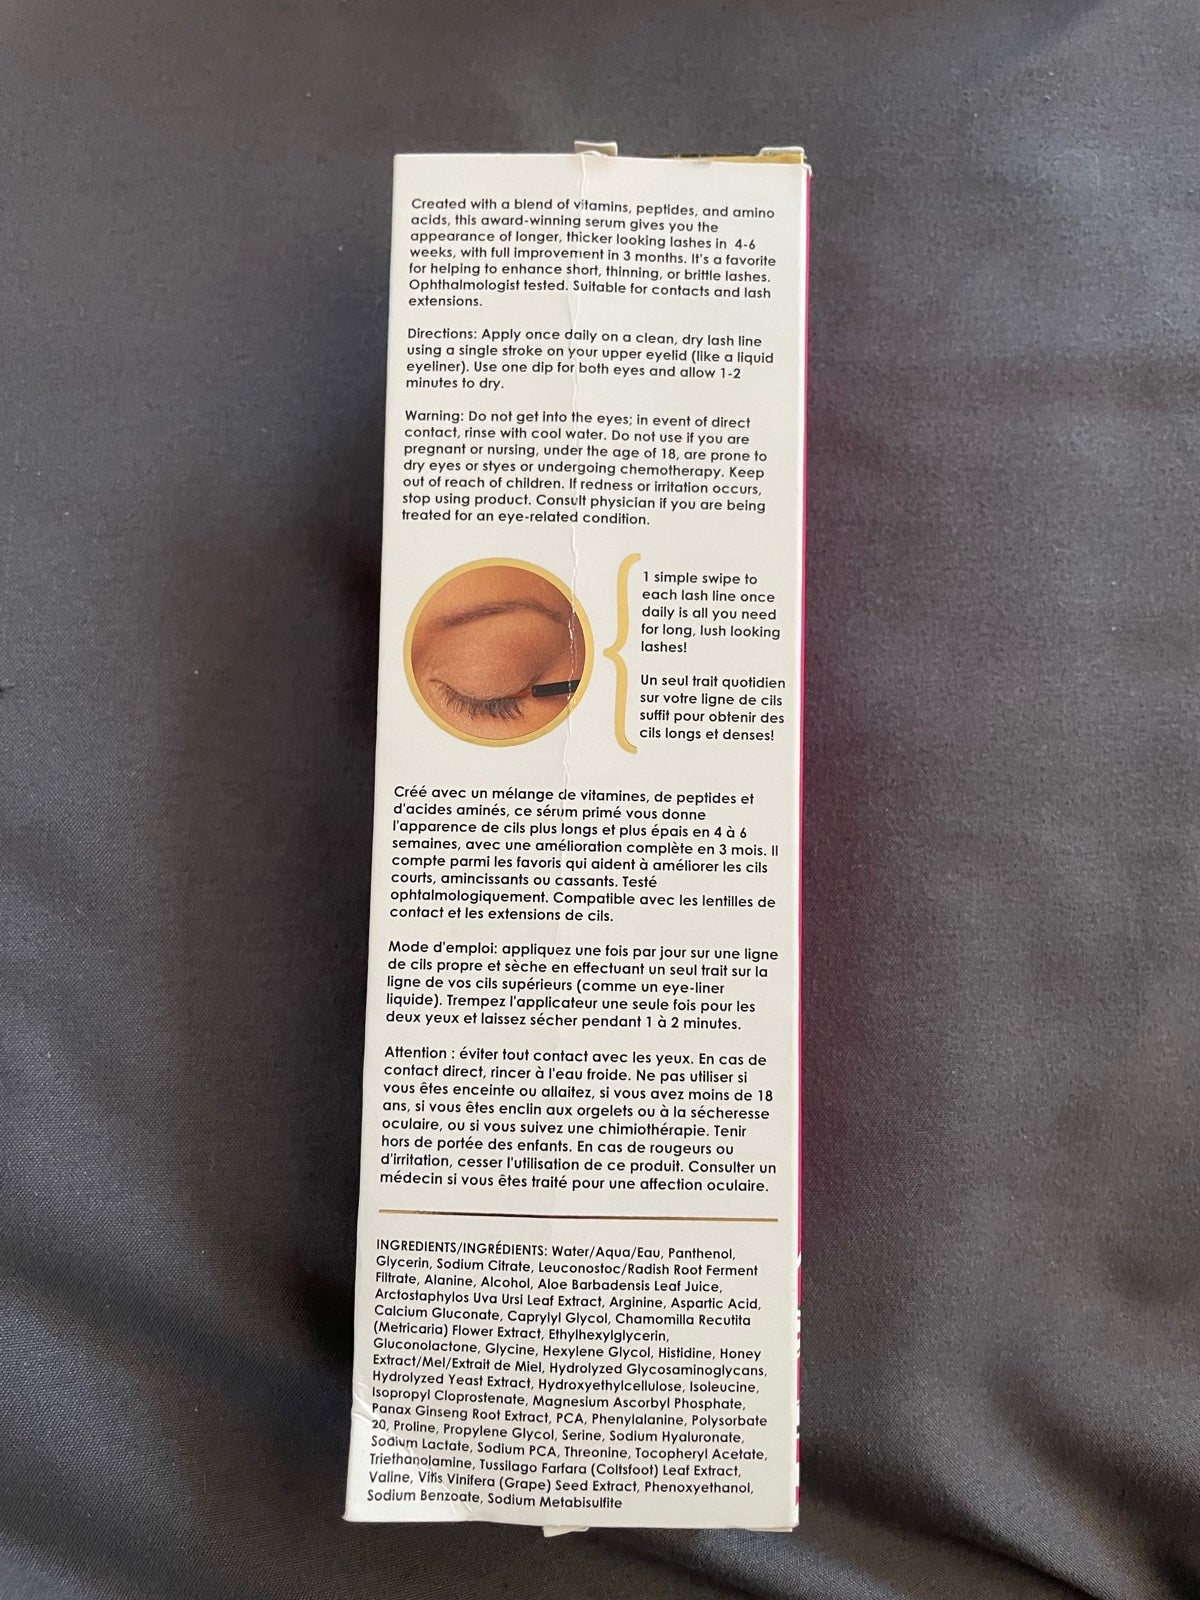 Created with a blend of vitamins, peptides, and amino
acids, this award-winning serum gives you the
appearance of longer, thicker looking lashes in 4-6
weeks, with full improvement in 3 months. It's a favorite
for helping to enhance short, thinning, or brittle lashes.
Ophthalmologist tested. Suitable for contacts and lash
extensions.
Directions: Apply once daily on a clean, dry lash line
using a single stroke on your upper eyelid (like a liquid
eyeliner). Use one dip for both eyes and allow 1-2
minutes to dry.
Warning: Do not get into the eyes; in event of direct
contact, rinse with cool water. Do not use if you are
pregnant or nursing, under the age of 18, are prone to
dry eyes or styes or undergoing chemotherapy. Keep
out of reach of children. If redness or irritation occurs,
stop using product. Consult physician if you are being
treated for an eye-related condition.
1 simple swipe to
each lash line once
daily is all you need
for long, lush looking
lashes!
Un seul trait quotidien
sur votre ligne de cils
suffit pour obtenir des
cils longs et denses!
Créé avec un mélange de vitamines, de peptides et
d'acides aminés, ce sérum primé vous donne
l'apparence de cils plus longs et plus épais en 4 à 6
semaines, avec une amélioration complète en 3 mois. Il
compte parmi les favoris qui aident à améliorer les cils
courts, amincissants ou cassants. Testé
ophtalmologiquement. Compatible avec les lentilles de
contact et les extensions de cils.
Mode d'emploi: appliquez une fois par jour sur une ligne
de cils propre et sèche en effectuant un seul trait sur la
ligne de vos cils supérieurs (comme un eye-liner
liquide). Trempez l'applicateur une seule fois pour les
deux yeux et laissez sécher pendant 1 à 2 minutes.
Attention : éviter tout contact avec les yeux. En cas de
contact direct, rincer à l'eau froide. Ne pas utiliser si
vous êtes enceinte ou allaitez, si vous avez moins de 18
ans, si vous êtes enclin aux orgelets ou à la sécheresse
oculaire, ou si vous suivez une chimiothérapie. Tenir
hors de portée des enfants. En cas de rougeurs ou
d'irritation, cesser l'utilisation de ce produit. Consulter un
médecin si vous êtes traité pour une affection oculaire.
INGREDIENTS/INGRÉDIENTS: Water/Aqua/Eau, Panthenol,
Glycerin, Sodium Citrate, Leuconostoc/Radish Root Ferment
Filtrate, Alanine, Alcohol, Aloe Barbadensis Leaf Juice,
Arctostaphylos Uva Ursi Leaf Extract, Arginine, Aspartic Acid,
Calcium Gluconate, Caprylyl Glycol, Chamomilla Recutita
(Metricaria) Flower Extract, Ethylhexylglycerin,
Gluconolactone, Glycine, Hexylene Glycol, Histidine, Honey
Extract/Mel/Extrait de Miel, Hydrolyzed Glycosaminoglycans,
Hydrolyzed Yeast Extract, Hydroxyethylcellulose, Isoleucine,
Isopropyl Cloprostenate, Magnesium Ascorbyl Phosphate,
Panax Ginseng Root Extract, PCA, Phenylalanine, Polysorbate
20, Proline, Propylene Glycol, Serine, Sodium Hyaluronate,
Sodium Lactate, Sodium PCA, Threonine, Tocopheryl Acetate,
Triethanolamine, Tussilago Farfara (Coltsfoot) Leaf Extract,
Valine, Vitis Vinifera (Grape) Seed Extract, Phenoxyethanol,
Sodium Benzoate, Sodium Metabisulfite